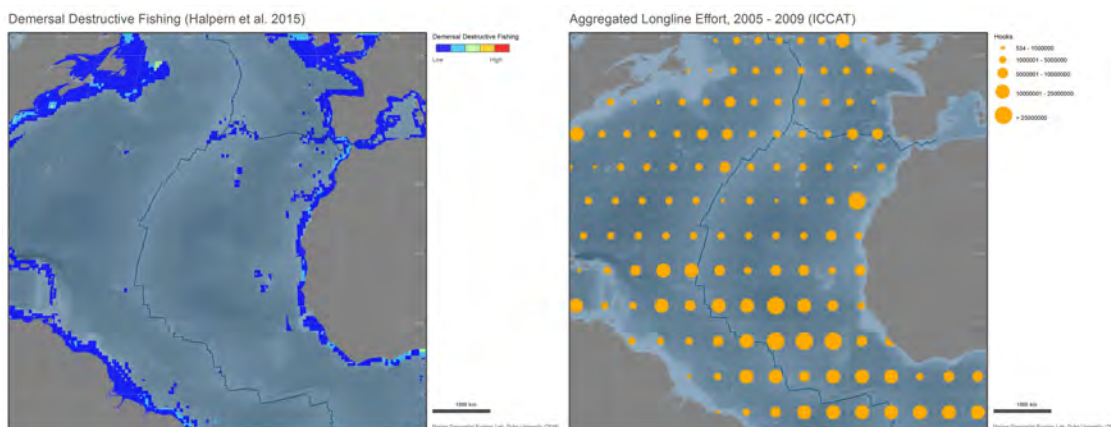 Demersal Destructive Fishing (Halpern et al. 2015)
Demersal Destructive Fishing
Low High
1000 km
Aggregated Longline Effort, 2005 - 2009 (ICCAT)
Hooks
534 - 1000000
1000001 - 5000000
5000001 - 10000000
10000001 - 25000000
> 25000000
1000 km